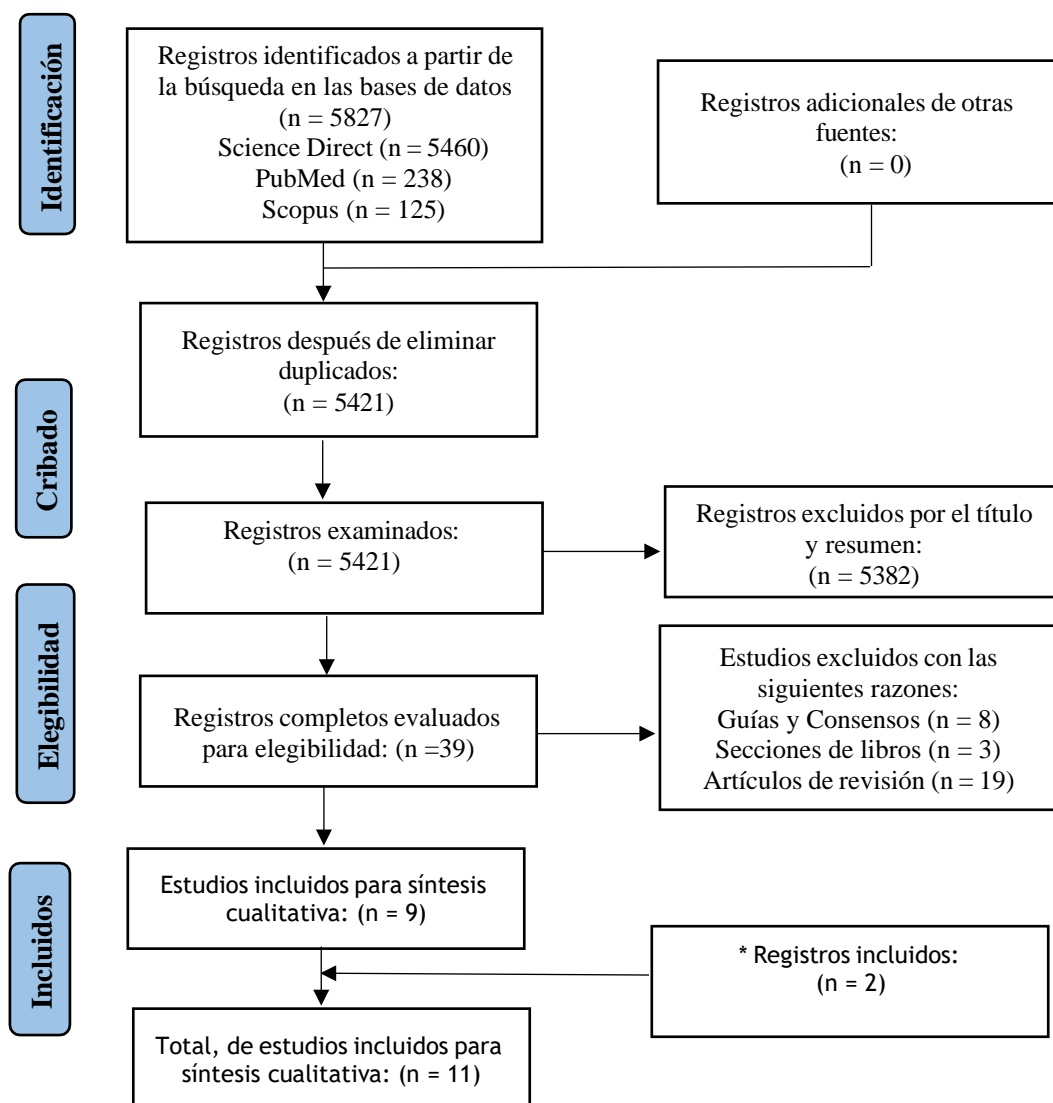 Identificación
Registros identificados a partir de
la búsqueda en las bases de datos
(n = 5827)
Science Direct (n = 5460)
PubMed (n = 238)
Scopus (n = 125)
Registros adicionales de otras
fuentes:
(n = 0)
Cribado
Registros después de eliminar
duplicados:
(n = 5421)
Registros examinados:
(n = 5421)
Registros excluidos por el título
y resumen:
(n = 5382)
Elegibilidad
Registros completos evaluados
para elegibilidad: (n =39)
Estudios excluidos con las
siguientes razones:
Guías y Consensos (n = 8)
Secciones de libros (n = 3)
Artículos de revisión (n = 19)
Incluidos
Estudios incluidos para síntesis
cualitativa: (n = 9)
* Registros incluidos:
(n = 2)
Total, de estudios incluidos para
síntesis cualitativa: (n = 11)